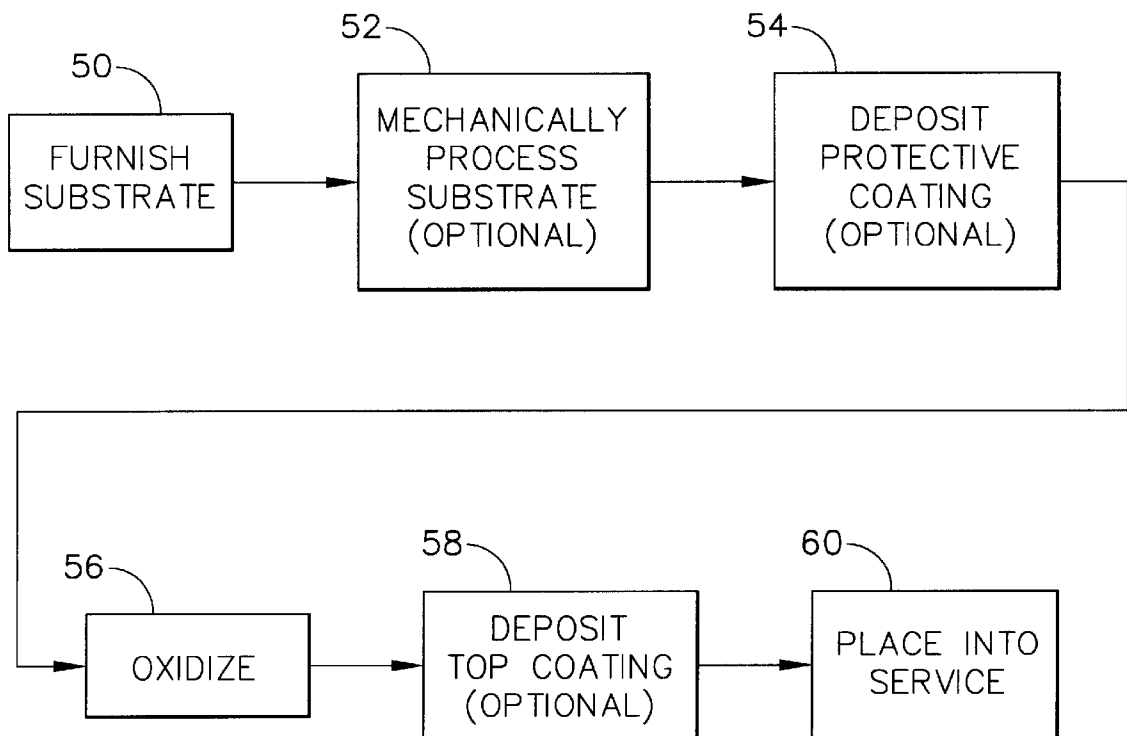 50
FURNISH
SUBSTRATE
52
MECHANICALLY
PROCESS
SUBSTRATE
(OPTIONAL)
54
DEPOSIT
PROTECTIVE
COATING
(OPTIONAL)
56
OXIDIZE
58
DEPOSIT
TOP COATING
(OPTIONAL)
60
PLACE INTO
SERVICE